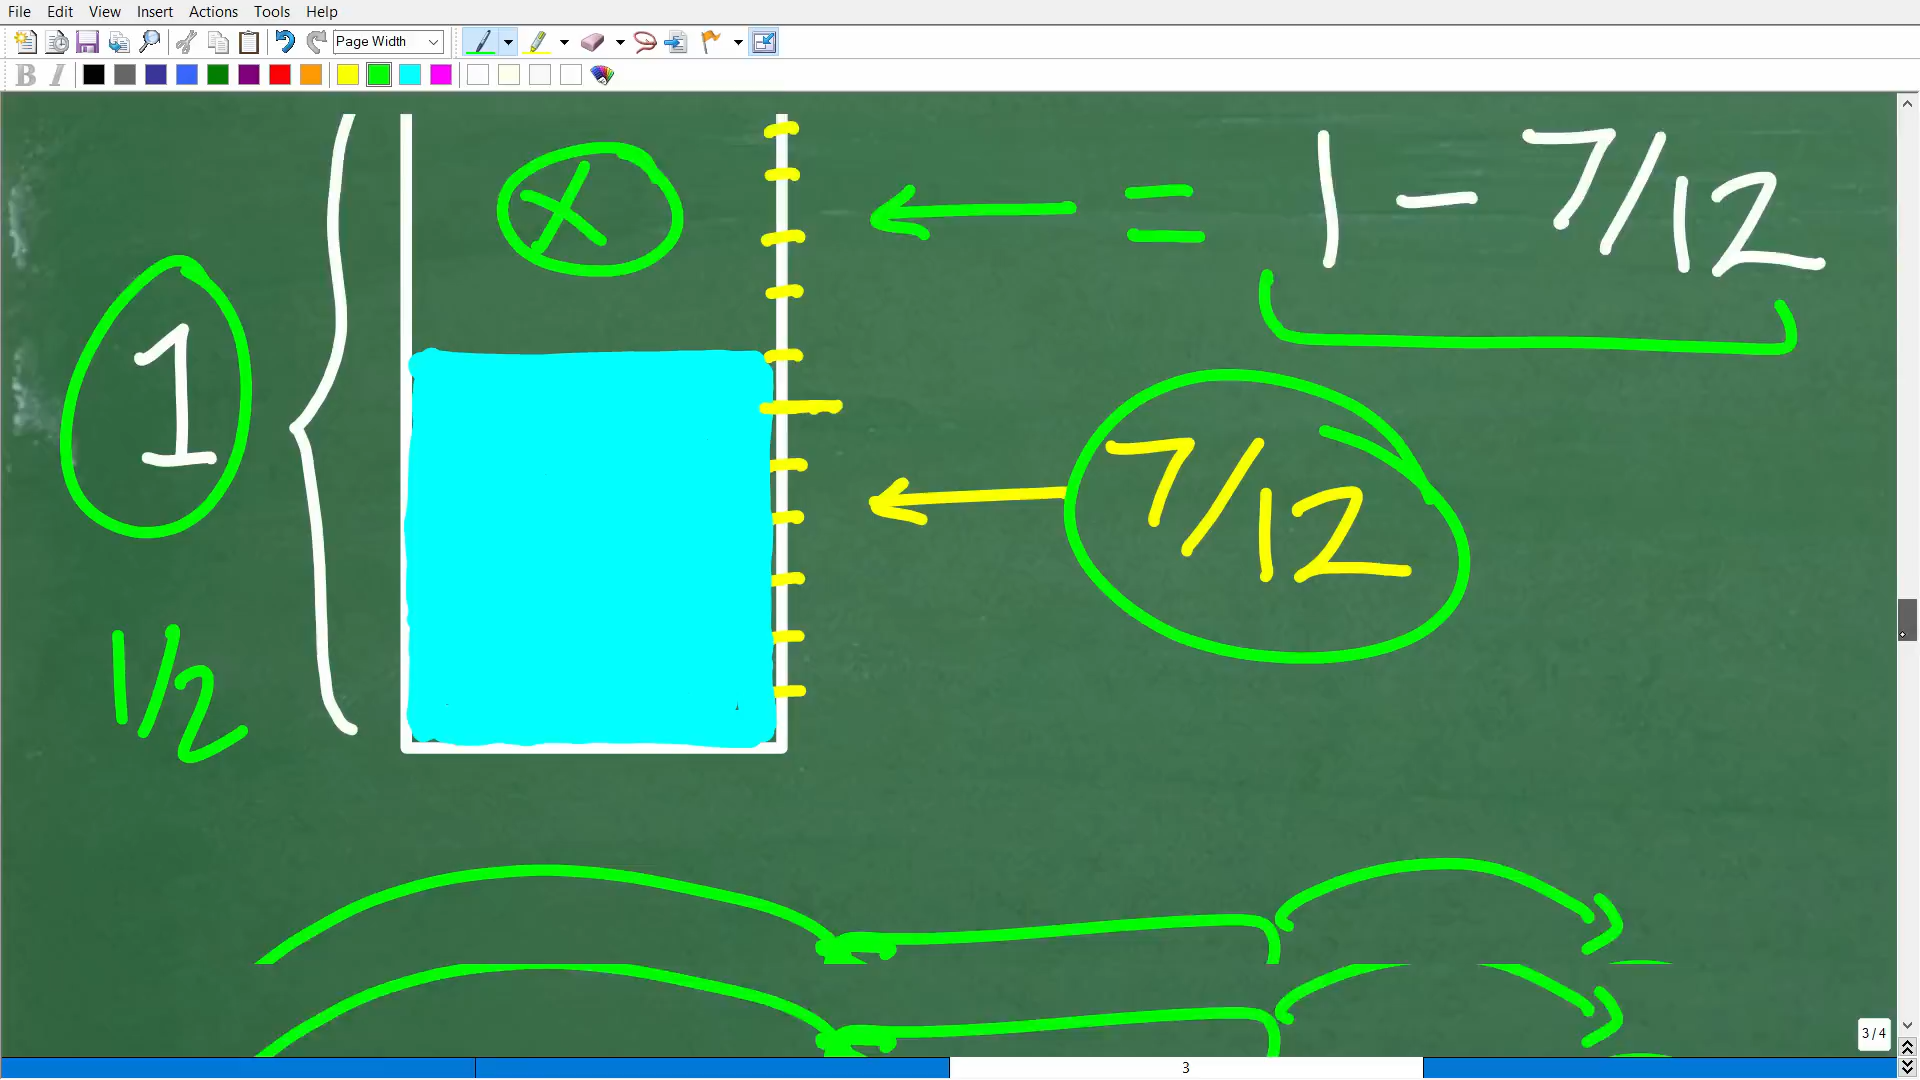 File Edit View Insert Actions Tools Help
Page Width
B I
X = 1 - 7/12
1
7/12
1/2
3/4
3